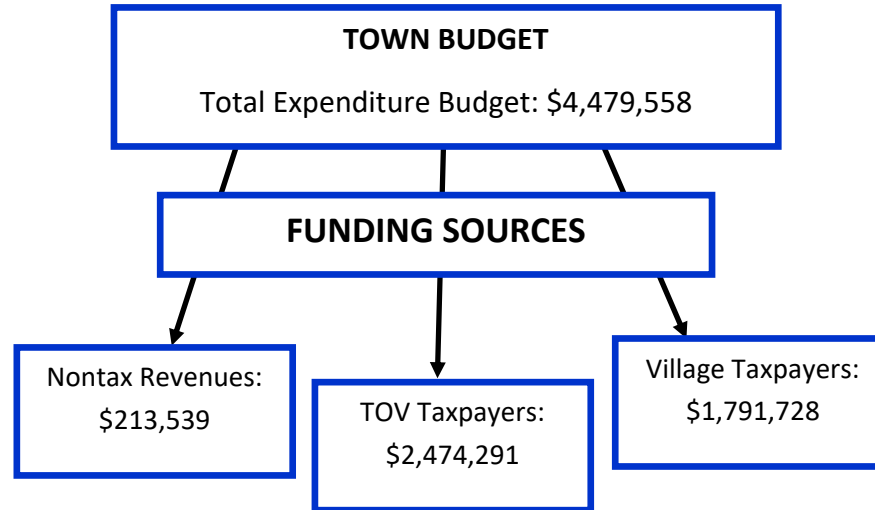 TOWN BUDGET
Total Expenditure Budget: $4,479,558
FUNDING SOURCES
Nontax Revenues:
$213,539
TOV Taxpayers:
$2,474,291
Village Taxpayers:
$1,791,728